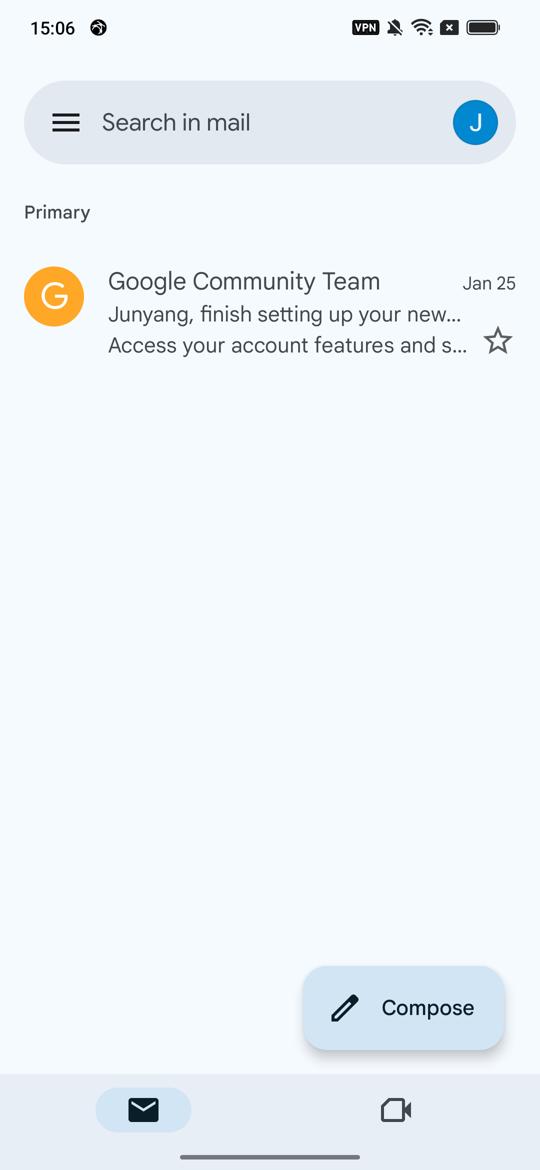 15:06
VPN
Search in mail
J
Primary
G
Google Community Team
Jan 25
Junyang, finish setting up your new...
Access your account features and s...
Compose